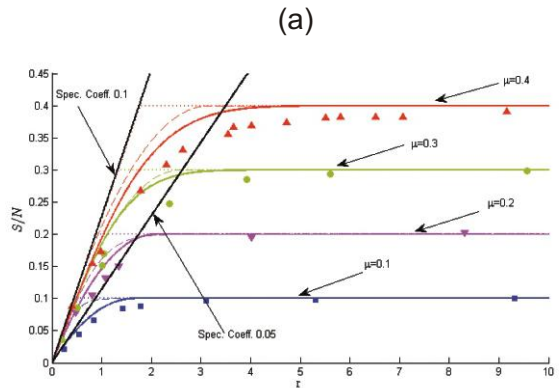 (a)
0.45
0.4
0.35
0.3
0.25
0.2
0.15
0.1
0.05
0
S/N
0 1 2 3 4 5 6 7 8 9 10
r
Spec. Coeff. 0.1
Spec. Coeff. 0.05
μ=0.4
μ=0.3
μ=0.2
μ=0.1